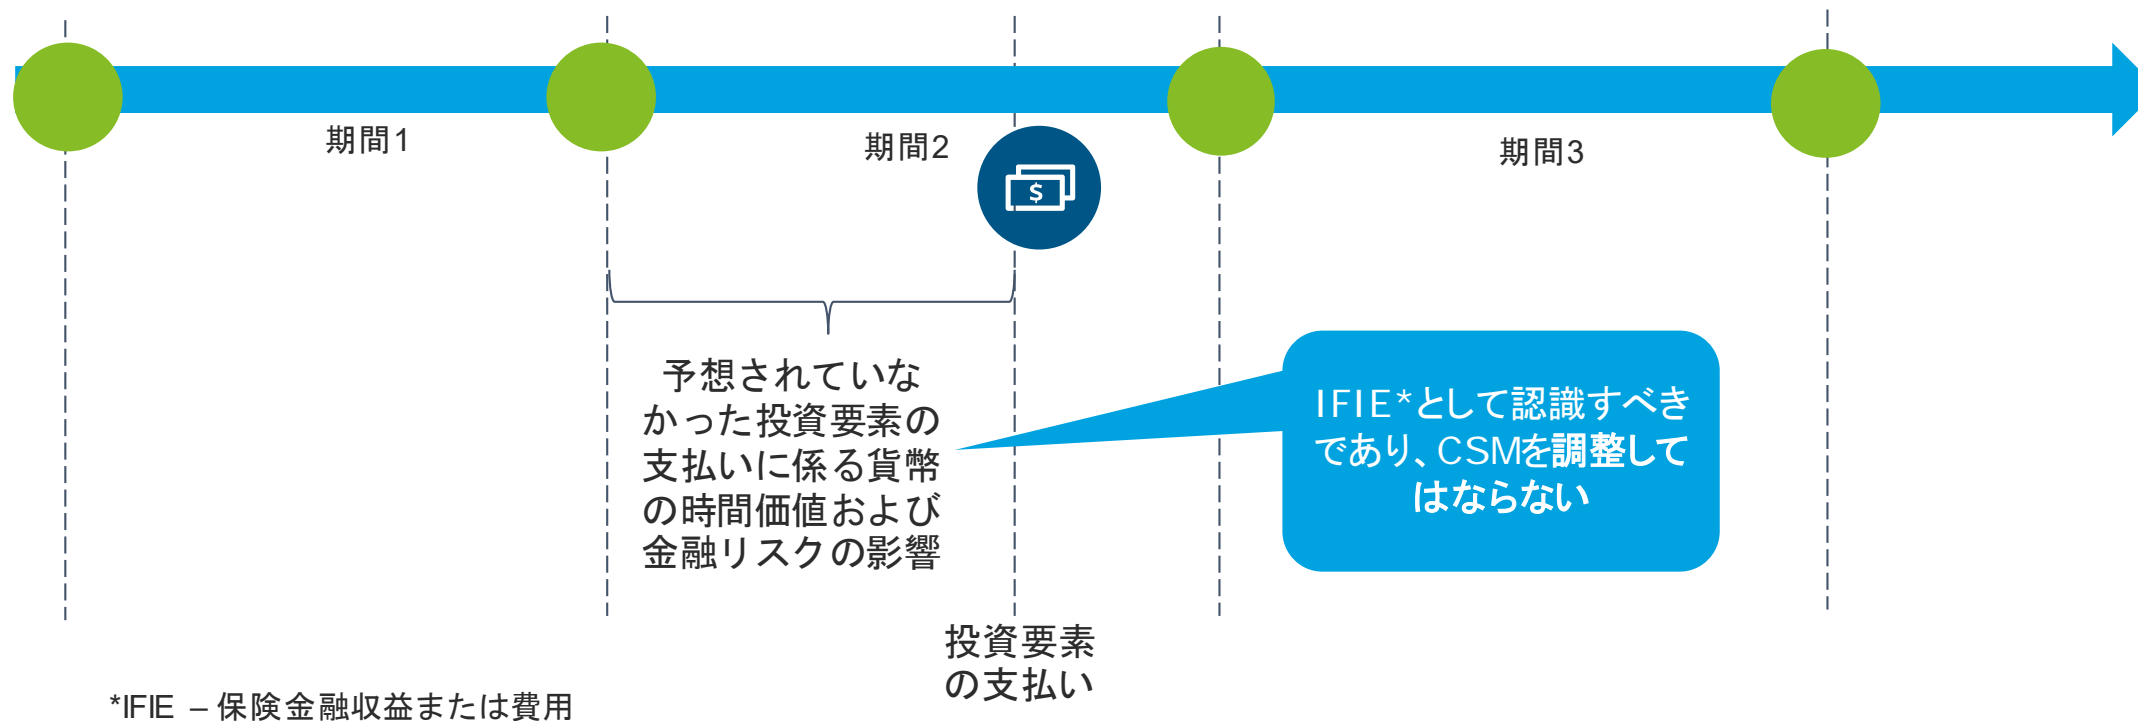 期間1
期間2
期間3
$
予想されていな
かった投資要素の
支払いに係る貨幣
の時間価値および
金融リスクの影響
IFIE*として認識すべき
であり、CSMを調整して
はならない
投資要素
の支払い
*IFIE – 保険金融収益または費用